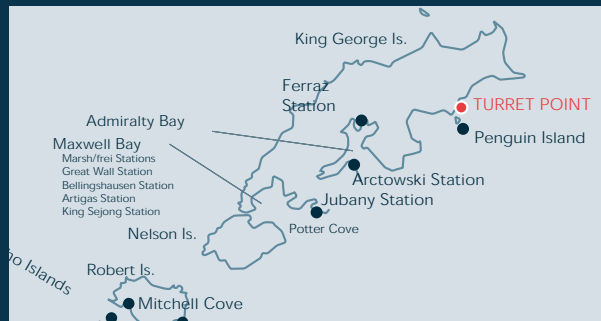 King George Is.
Ferraz
Station
TURRET POINT
Admiralty Bay
Penguin Island
Maxwell Bay
Marsh/frei Stations
Great Wall Station
Bellingshausen Station
Artigas Station
King Sejong Station
Arctowski Station
Jubany Station
Potter Cove
Nelson Is.
Islands
Robert Is.
Mitchell Cove